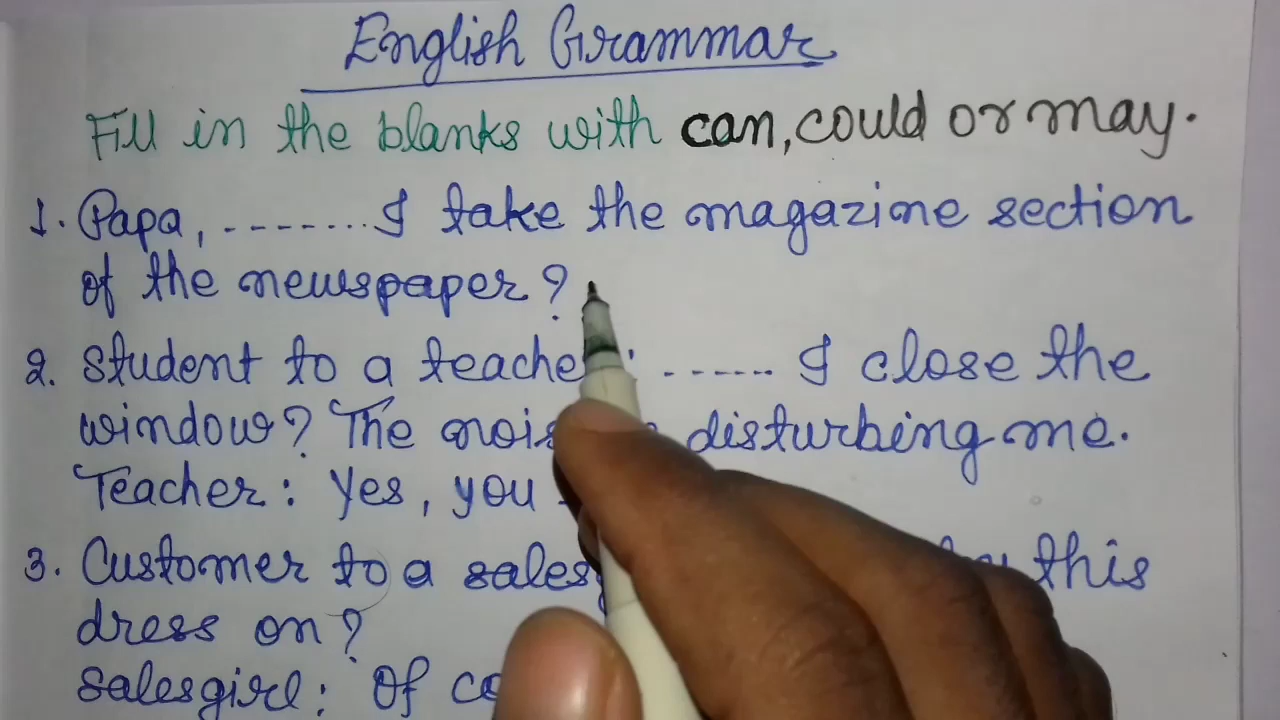 English Grammar
Fill in the blanks with can, could or may.
1. Papa, -------... I take the magazine section
of the newspaper?
2. Student to a teacher: ------.. I close the
window? The disturbing me.
Teacher: Yes, you
3. Customer to a this
dress on?
Salesgirl: Of